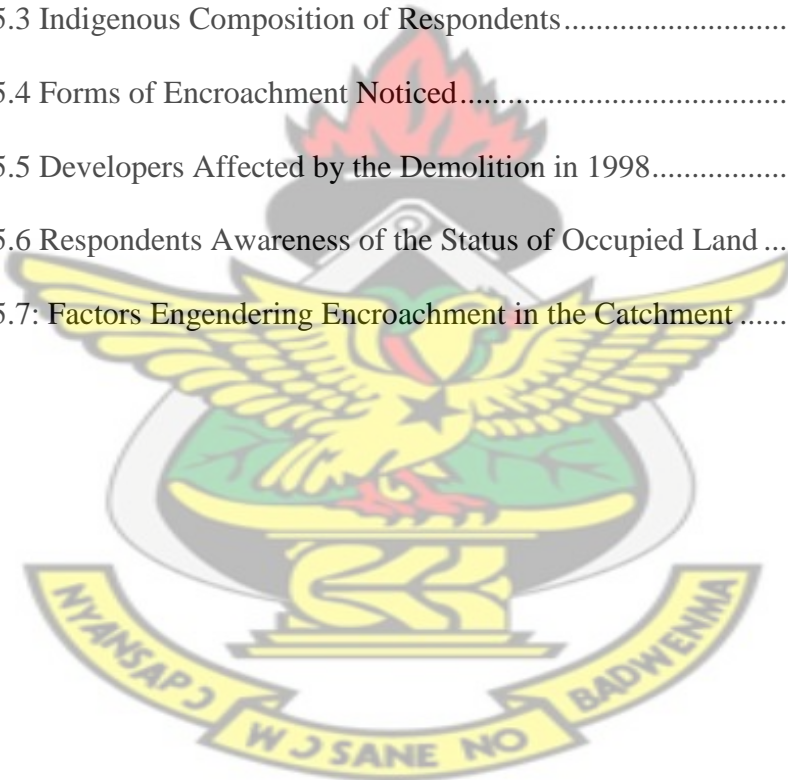 5.3 Indigenous Composition of Respondents..............................
5.4 Forms of Encroachment Noticed.............................................
5.5 Developers Affected by the Demolition in 1998..................
5.6 Respondents Awareness of the Status of Occupied Land ...
5.7: Factors Engendering Encroachment in the Catchment ......
NYANSAPƆ WƆSANE NO BADWENMA